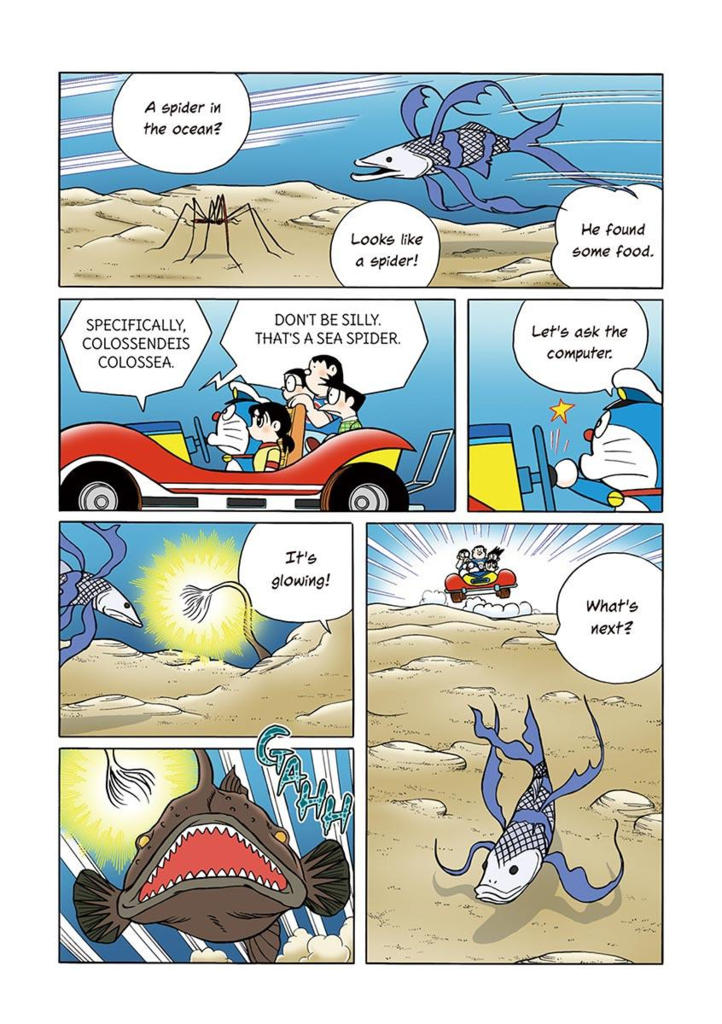 He found
some food.
Looks like
a spider!
A spider in
the ocean?
Let's ask the
computer.
DON'T BE SILLY.
THAT'S A SEA SPIDER.
SPECIFICALLY,
COLOSSENDEIS
COLOSSEA.
What's
next?
It's
glowing!
GAHH